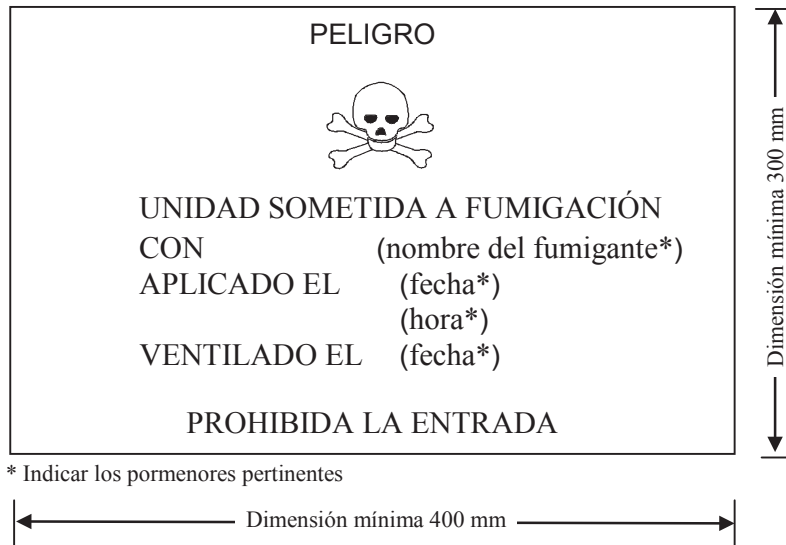 PELIGRO
UNIDAD SOMETIDA A FUMIGACIÓN
CON (nombre del fumigante*)
APLICADO EL (fecha*)
(hora*)
VENTILADO EL (fecha*)
PROHIBIDA LA ENTRADA
* Indicar los pormenores pertinentes
Dimensión mínima 400 mm
Dimensión mínima 300 mm